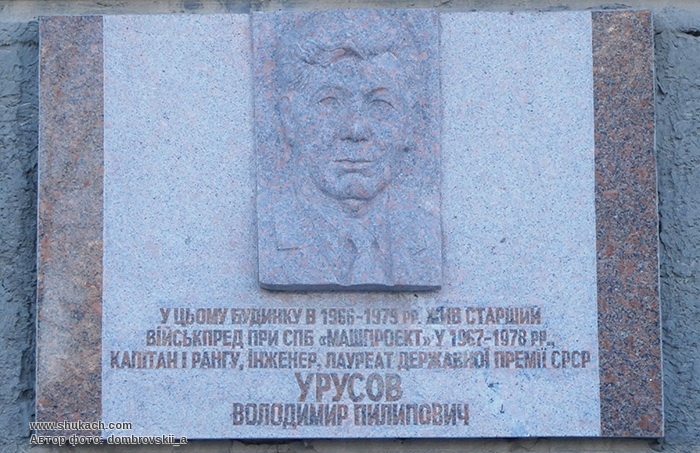 У ЦЬОМУ БУДИНКУ В 1966-1975 РР. ЖИВ СТАРШИЙ
ВІЙСЬКПРЕД ПРИ СПБ «МАШПРОЕКТ» У 1967-1978 РР.,
КАПІТАН І РАНГУ, ІНЖЕНЕР, ЛАУРЕАТ ДЕРЖАВНОЇ ПРЕМІЇ СРСР
УРУСОВ
ВОЛОДИМИР ПИЛИПОВИЧ
www.shukach.com
Автор фото: dombrovskii_a